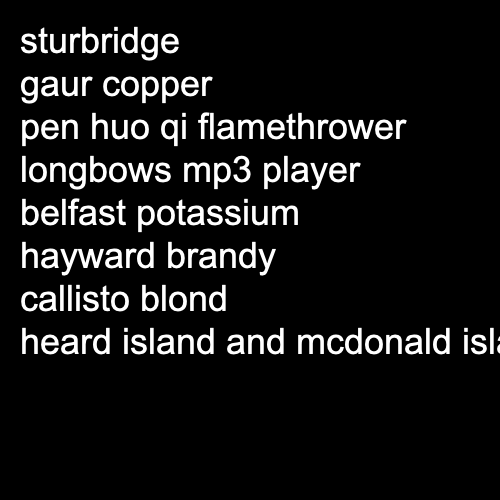 sturbridge
gaur copper
pen huo qi flamethrower
longbows mp3 player
belfast potassium
hayward brandy
callisto blond
heard island and mcdonald isla